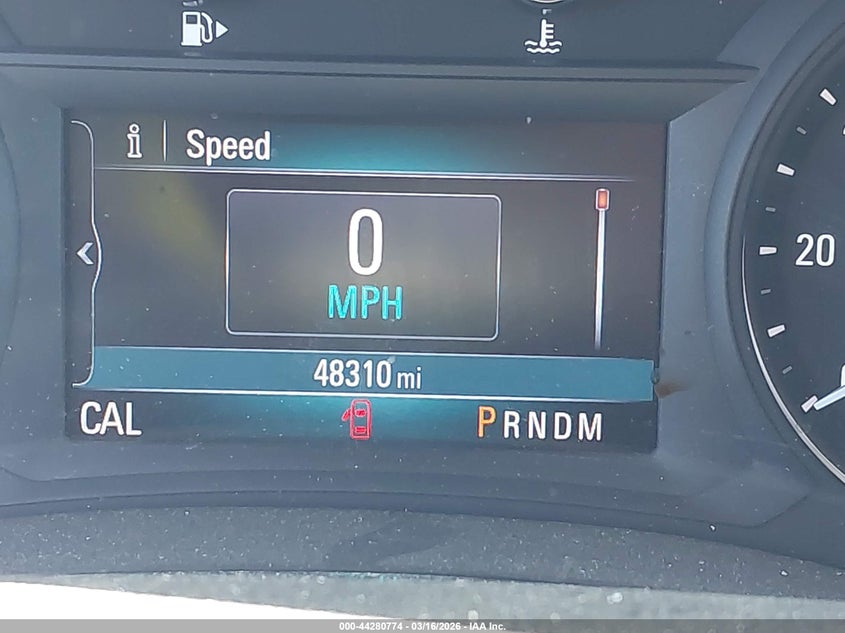 i | Speed
0
MPH
20
48310 mi
CAL
PRNDM
000-44280774 - 03/16/2026 - IAA Inc.